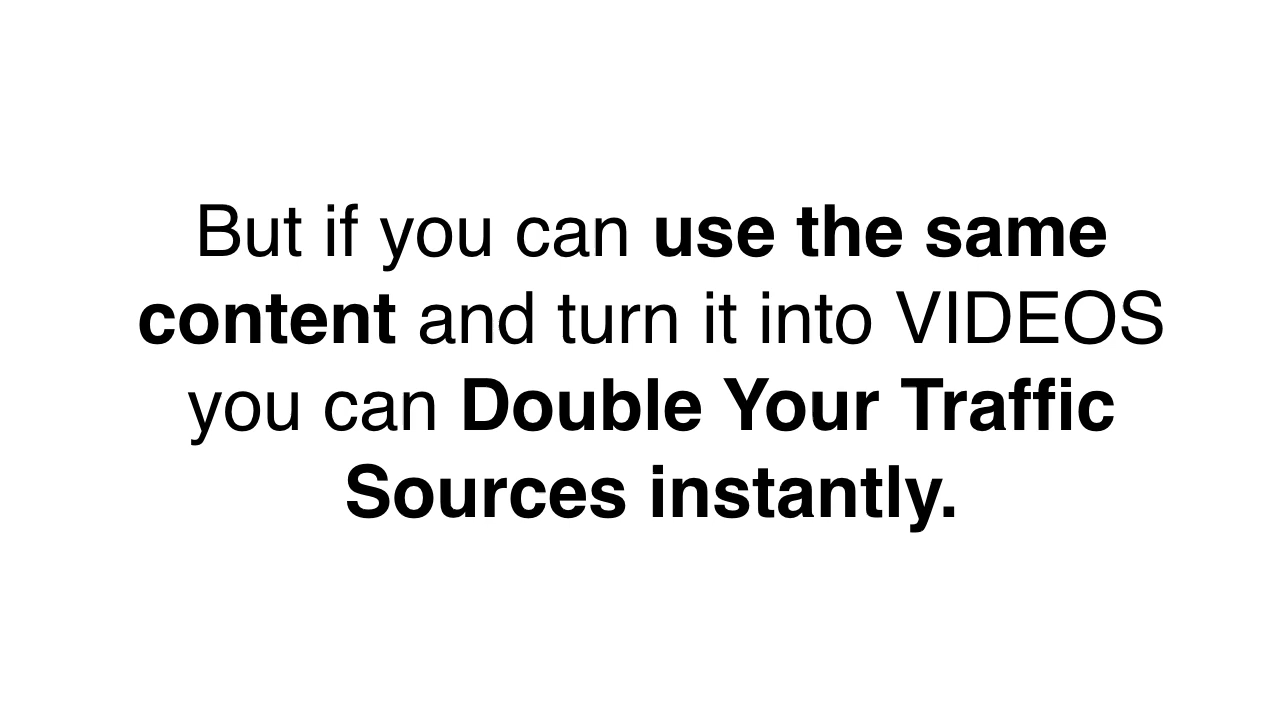 But if you can use the same
content and turn it into VIDEOS
you can Double Your Traffic
Sources instantly.